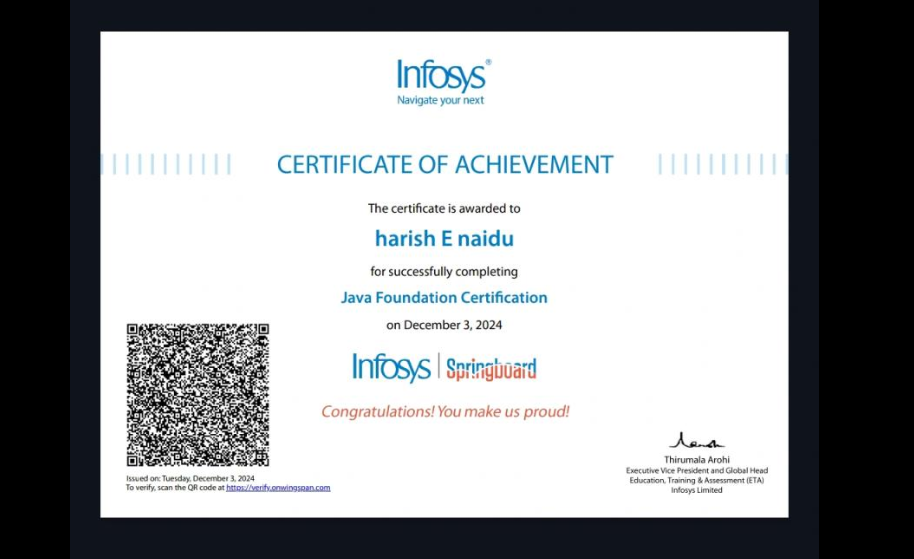 Infosys®
Navigate your next
CERTIFICATE OF ACHIEVEMENT
The certificate is awarded to
harish E naidu
for successfully completing
Java Foundation Certification
on December 3, 2024
Infosys | Springboard
Congratulations! You make us proud!
Issued on: Tuesday, December 3, 2024
To verify, scan the QR code at https://verify.onwingspan.com
Thirumala Arohi
Executive Vice President and Global Head
Education, Training & Assessment (ETA)
Infosys Limited